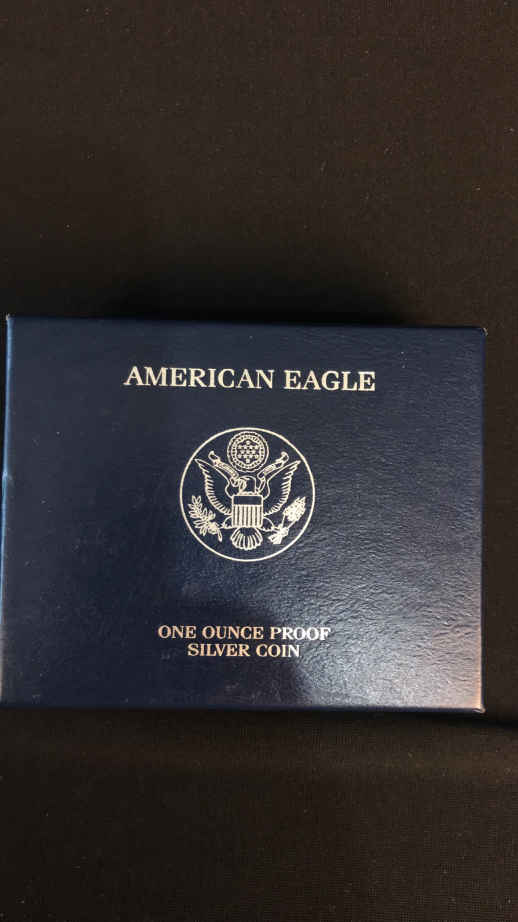 AMERICAN EAGLE
ONE OUNCE PROOF
SILVER COIN